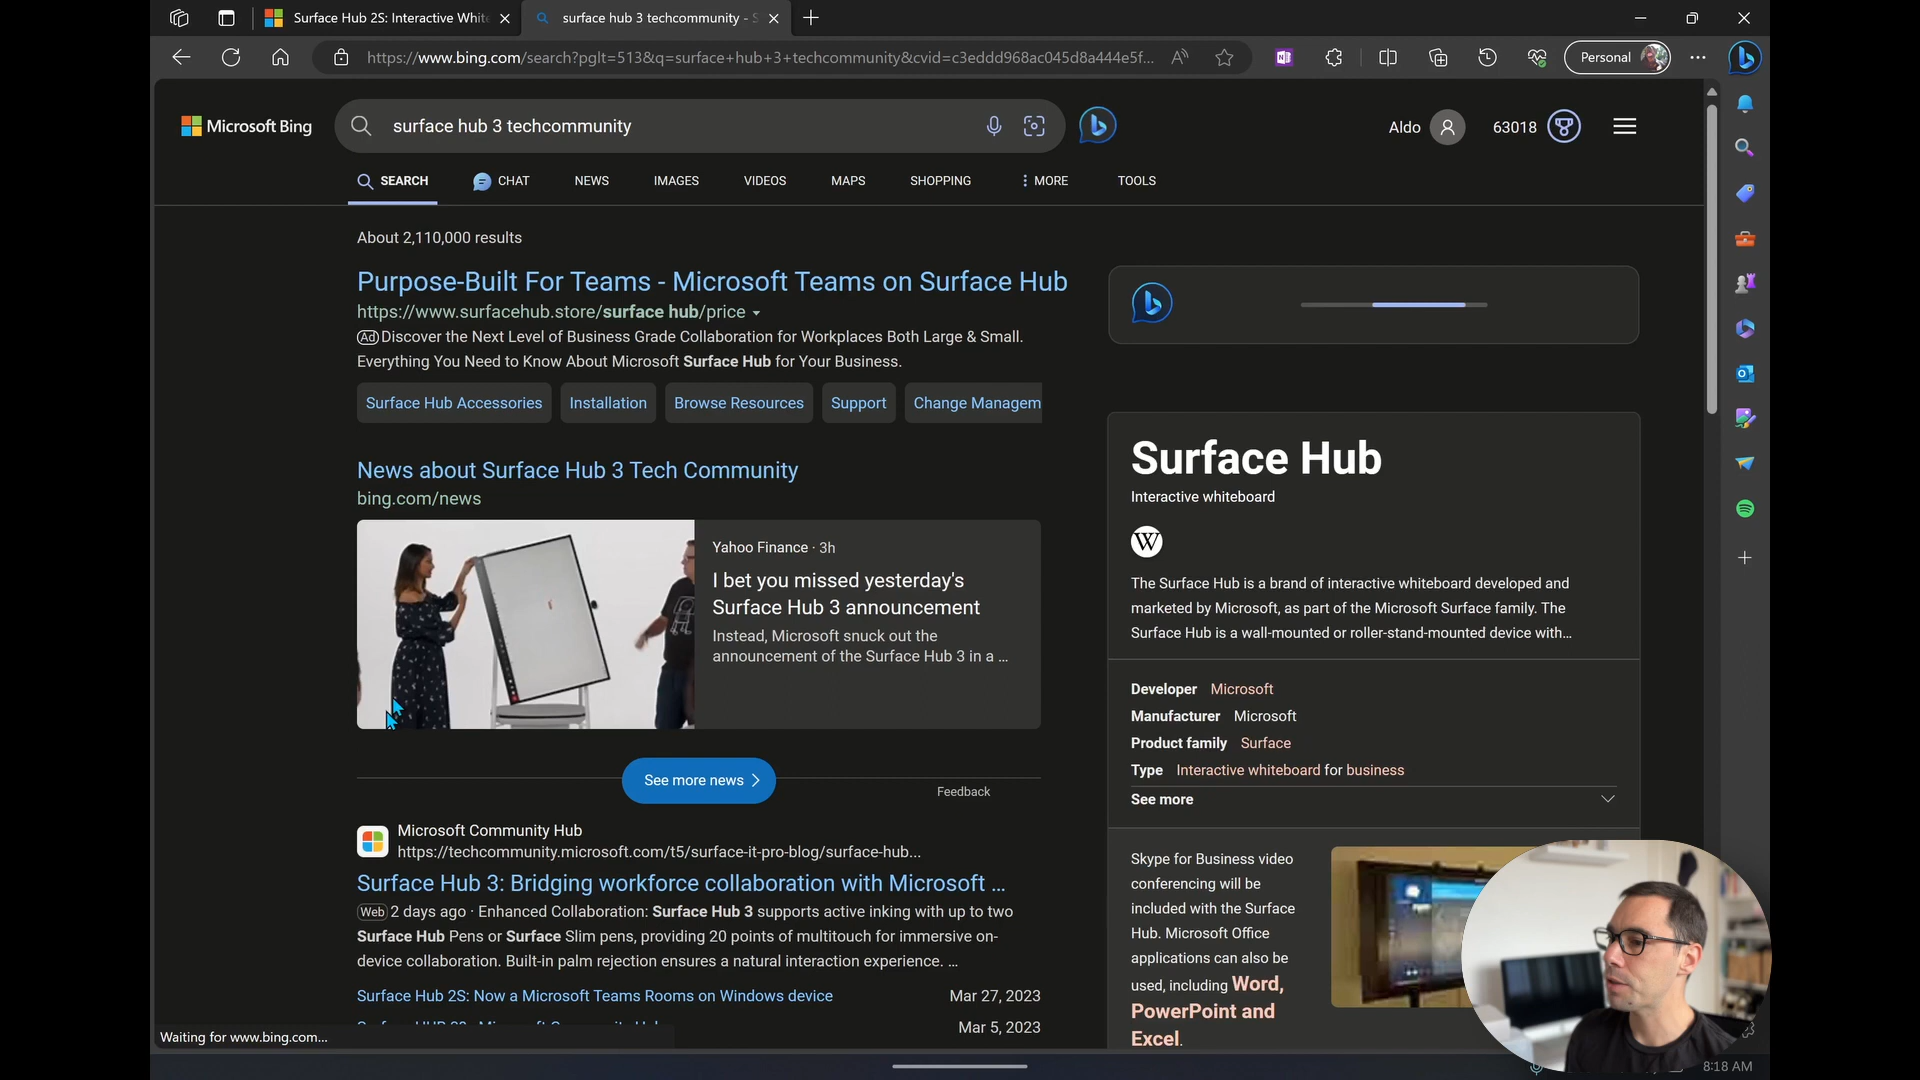 Surface Hub 2S: Interactive White
surface hub 3 techcommunity - S
https://www.bing.com/search?pglt=513&q=surface+hub+3+techcommunity&cvid=c3eddd968ac045d8a444e5f...
Personal
Microsoft Bing
surface hub 3 techcommunity
Aldo
63018
SEARCH
CHAT
NEWS
IMAGES
VIDEOS
MAPS
SHOPPING
MORE
TOOLS
About 2,110,000 results
Purpose-Built For Teams - Microsoft Teams on Surface Hub
https://www.surfacehub.store/surface hub/price
Ad Discover the Next Level of Business Grade Collaboration for Workplaces Both Large & Small.
Everything You Need to Know About Microsoft Surface Hub for Your Business.
Surface Hub Accessories
Installation
Browse Resources
Support
Change Managem
News about Surface Hub 3 Tech Community
bing.com/news
Yahoo Finance · 3h
I bet you missed yesterday's
Surface Hub 3 announcement
Instead, Microsoft snuck out the
announcement of the Surface Hub 3 in a ...
See more news
Feedback
Microsoft Community Hub
https://techcommunity.microsoft.com/t5/surface-it-pro-blog/surface-hub...
Surface Hub 3: Bridging workforce collaboration with Microsoft ...
Web 2 days ago · Enhanced Collaboration: Surface Hub 3 supports active inking with up to two
Surface Hub Pens or Surface Slim pens, providing 20 points of multitouch for immersive on-
device collaboration. Built-in palm rejection ensures a natural interaction experience. ...
Surface Hub 2S: Now a Microsoft Teams Rooms on Windows device
Mar 27, 2023
Mar 5, 2023
Waiting for www.bing.com...
Surface Hub
Interactive whiteboard
W
The Surface Hub is a brand of interactive whiteboard developed and
marketed by Microsoft, as part of the Microsoft Surface family. The
Surface Hub is a wall-mounted or roller-stand-mounted device with...
Developer Microsoft
Manufacturer Microsoft
Product family Surface
Type Interactive whiteboard for business
See more
Skype for Business video
conferencing will be
included with the Surface
Hub. Microsoft Office
applications can also be
used, including Word,
PowerPoint and
Excel.
8:18 AM